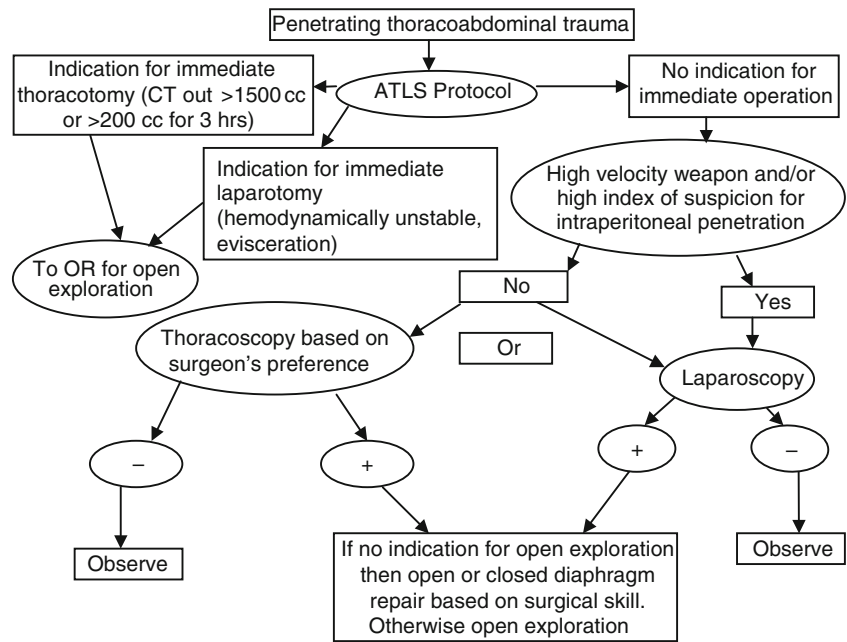 Penetrating thoracoabdominal trauma
Indication for immediate
thoracotomy (CT out >1500 cc
or >200 cc for 3 hrs)
ATLS Protocol
No indication for
immediate operation
Indication for immediate
laparotomy
(hemodynamically unstable,
evisceration)
High velocity weapon and/or
high index of suspicion for
intraperitoneal penetration
To OR for open
exploration
No
Yes
Thoracoscopy based on
surgeon's preference
Or
Laparoscopy
–
+
+
–
Observe
If no indication for open exploration
then open or closed diaphragm
repair based on surgical skill.
Otherwise open exploration
Observe